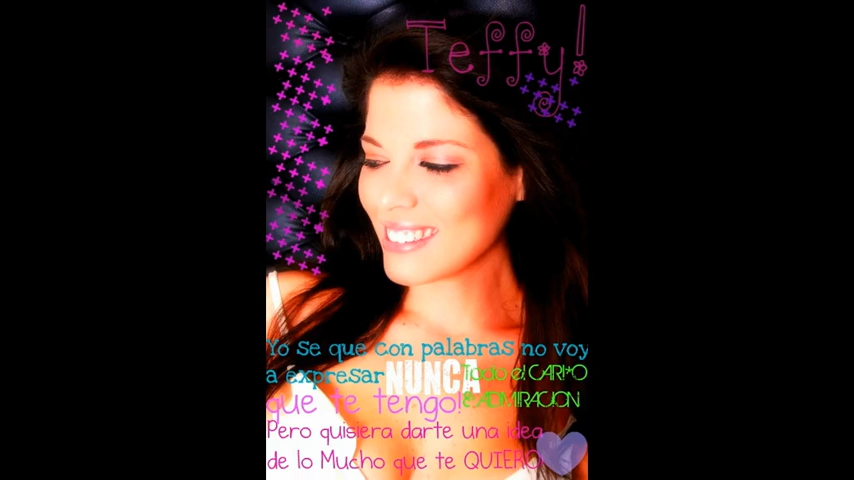 Teffy!
Yo se que con palabras no voy
a expresar NUNCA Todo el CARIÑO
& ADMIRACION
que te tengo!
Pero quisiera darte una idea
de lo Mucho que te QUIERO